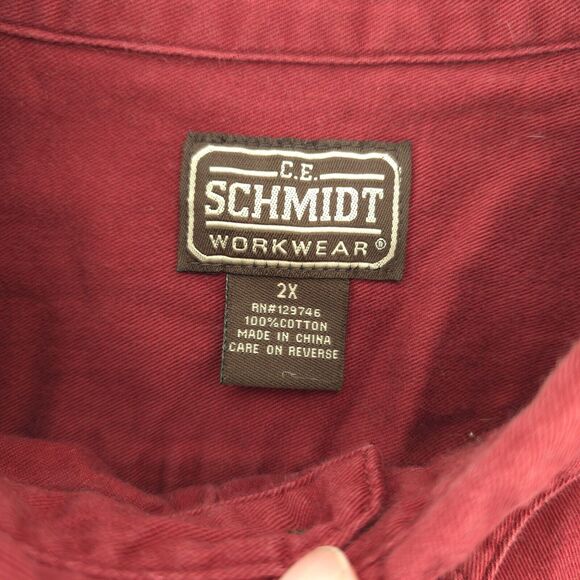 C.E.
SCHMIDT
WORKWEAR®
2X
RN#129746
100%COTTON
MADE IN CHINA
CARE ON REVERSE